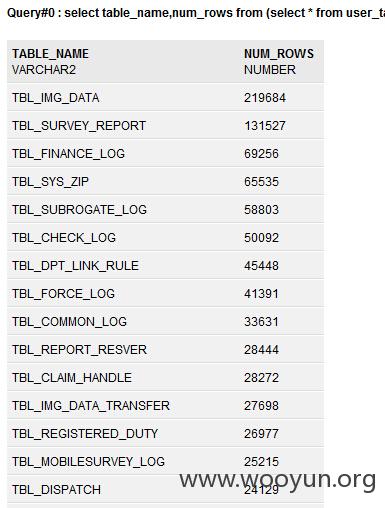 Query#0 : select table_name,num_rows from (select * from
TABLE_NAME NUM_ROWS
VARCHAR2 NUMBER
TBL_IMG_DATA 219684
TBL_SURVEY_REPORT 131527
TBL_FINANCE_LOG 69256
TBL_SYS_ZIP 65535
TBL_SUBROGATE_LOG 58803
TBL_CHECK_LOG 50092
TBL_DPT_LINK_RULE 45448
TBL_FORCE_LOG 41391
TBL_COMMON_LOG 33631
TBL_REPORT_RESVER 28444
TBL_CLAIM_HANDLE 28272
TBL_IMG_DATA_TRANSFER 27698
TBL_REGISTERED_DUTY 26977
TBL_MOBILESURVEY_LOG 25215
www.wooyun.org
TBL_DISPATCH 24129